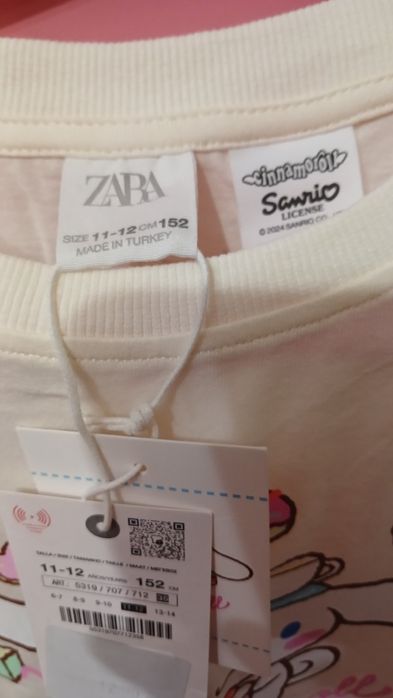 ZARA
SIZE 11-12 CM 152
MADE IN TURKEY
cinnamoroll
Sanrio
LICENSE
© 2024 SANRIO CO.,
11-12 AÑOS/YEARS 152 CM
ART. 5319 / 707 / 712
6-7 8-9 9-10 11-12 13-14